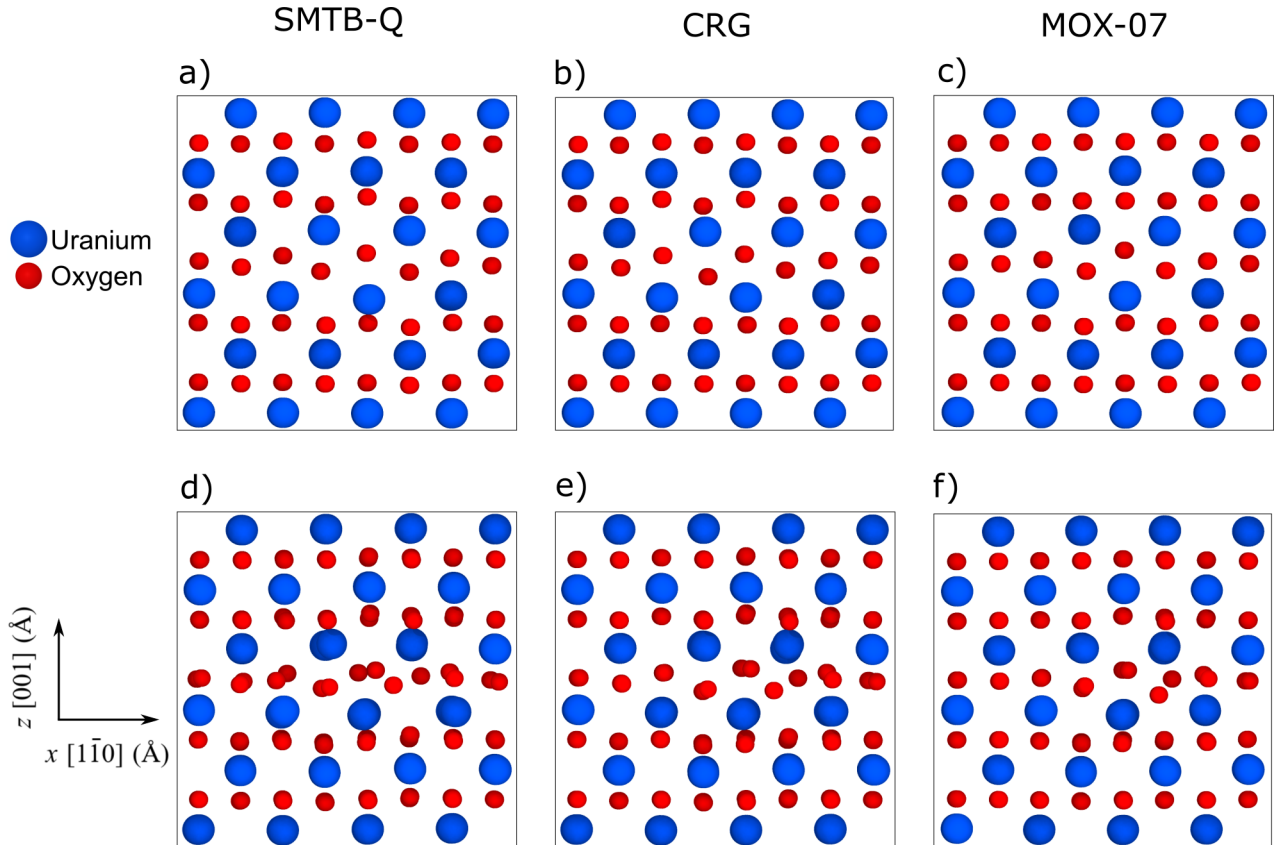 SMTB-Q
CRG
MOX-07
a)
b)
c)
Uranium
Oxygen
d)
e)
f)
z [001] (Å)
x [11̄0] (Å)